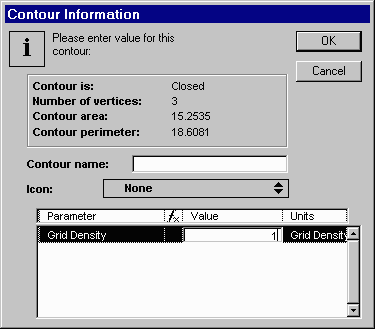 Contour Information
i
Please enter value for this
contour:
OK
Cancel
Contour is: Closed
Number of vertices: 3
Contour area: 15.2535
Contour perimeter: 18.6081
Contour name:
Icon: None
Parameter fx Value Units
Grid Density 1 Grid Density